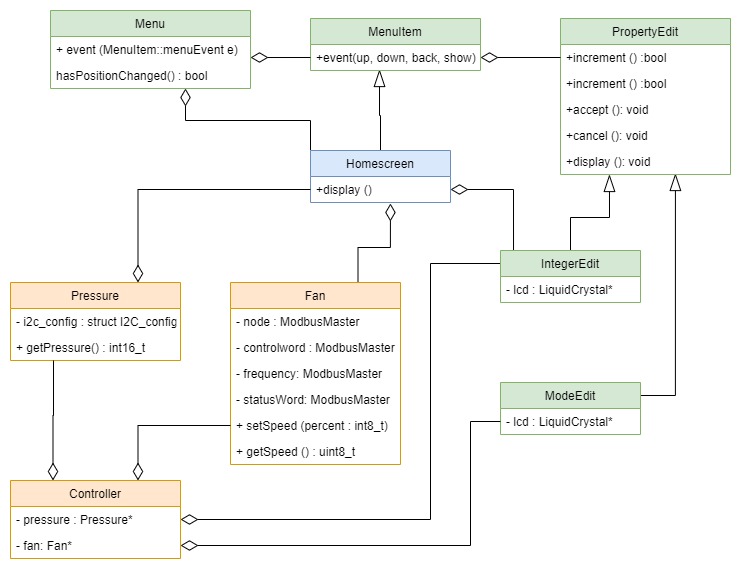 Menu
+ event (MenuItem::menuEvent e)
hasPositionChanged() : bool
MenuItem
+event(up, down, back, show)
PropertyEdit
+increment () :bool
+increment () :bool
+accept (): void
+cancel (): void
+display (): void
Homescreen
+display ()
IntegerEdit
- lcd : LiquidCrystal*
Pressure
- i2c_config : struct I2C_config
+ getPressure() : int16_t
Fan
- node : ModbusMaster
- controlword : ModbusMaster
- frequency: ModbusMaster
- statusWord: ModbusMaster
+ setSpeed (percent : int8_t)
+ getSpeed () : uint8_t
ModeEdit
- lcd : LiquidCrystal*
Controller
- pressure : Pressure*
- fan: Fan*